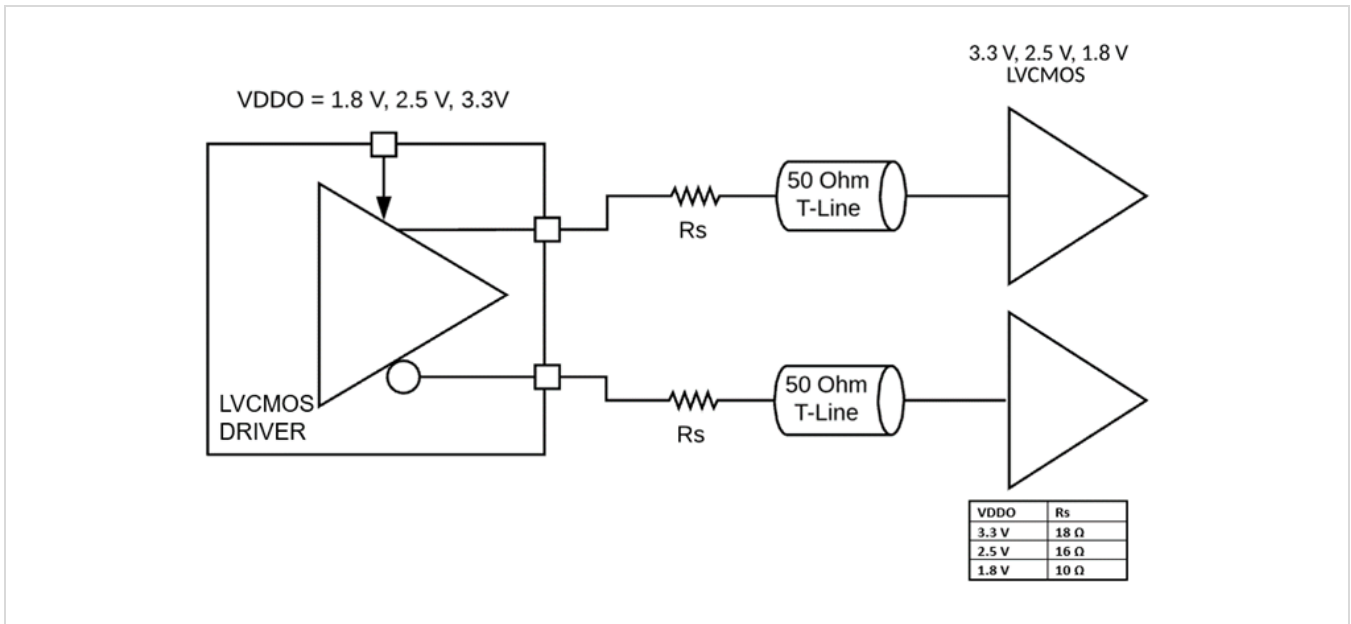 3.3 V, 2.5 V, 1.8 V
LVCMOS
VDDO = 1.8 V, 2.5 V, 3.3V
50 Ohm
T-Line
Rs
50 Ohm
T-Line
Rs
LVCMOS
DRIVER
VDDO Rs
3.3 V 18 Ω
2.5 V 16 Ω
1.8 V 10 Ω